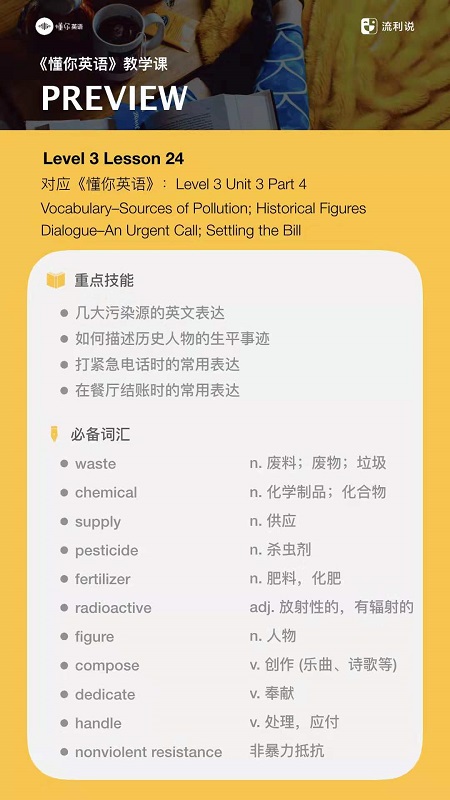 懂你英语
流利说
《懂你英语》教学课
PREVIEW
Level 3 Lesson 24
对应《懂你英语》：Level 3 Unit 3 Part 4
Vocabulary–Sources of Pollution; Historical Figures
Dialogue–An Urgent Call; Settling the Bill
重点技能
● 几大污染源的英文表达
● 如何描述历史人物的生平事迹
● 打紧急电话时的常用表达
● 在餐厅结账时的常用表达
必备词汇
● waste n. 废料；废物；垃圾
● chemical n. 化学制品；化合物
● supply n. 供应
● pesticide n. 杀虫剂
● fertilizer n. 肥料，化肥
● radioactive adj. 放射性的，有辐射的
● figure n. 人物
● compose v. 创作 (乐曲、诗歌等)
● dedicate v. 奉献
● handle v. 处理，应付
● nonviolent resistance 非暴力抵抗